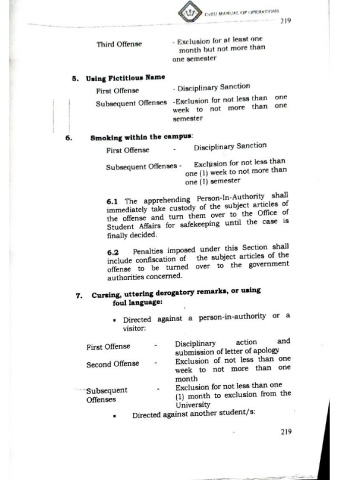 EVSU MANUAL OF OPERATIONS
219
Third Offense - Exclusion for at least one
month but not more than
one semester
5. Using Fictitious Name
First Offense - Disciplinary Sanction
Subsequent Offenses -Exclusion for not less than one
week to not more than one
semester
6. Smoking within the campus:
First Offense - Disciplinary Sanction
Subsequent Offenses - Exclusion for not less than
one (1) week to not more than
one (1) semester
6.1 The apprehending Person-In-Authority shall
immediately take custody of the subject articles of
the offense and turn them over to the Office of
Student Affairs for safekeeping until the case is
finally decided.
6.2 Penalties imposed under this Section shall
include confiscation of the subject articles of the
offense to be turned over to the government
authorities concerned.
7. Cursing, uttering derogatory remarks, or using
foul language:
• Directed against a person-in-authority or a
visitor:
First Offense - Disciplinary action and
submission of letter of apology
Second Offense - Exclusion of not less than one
week to not more than one
month
Subsequent - Exclusion for not less than one
Offenses (1) month to exclusion from the
University
• Directed against another student/s:
219